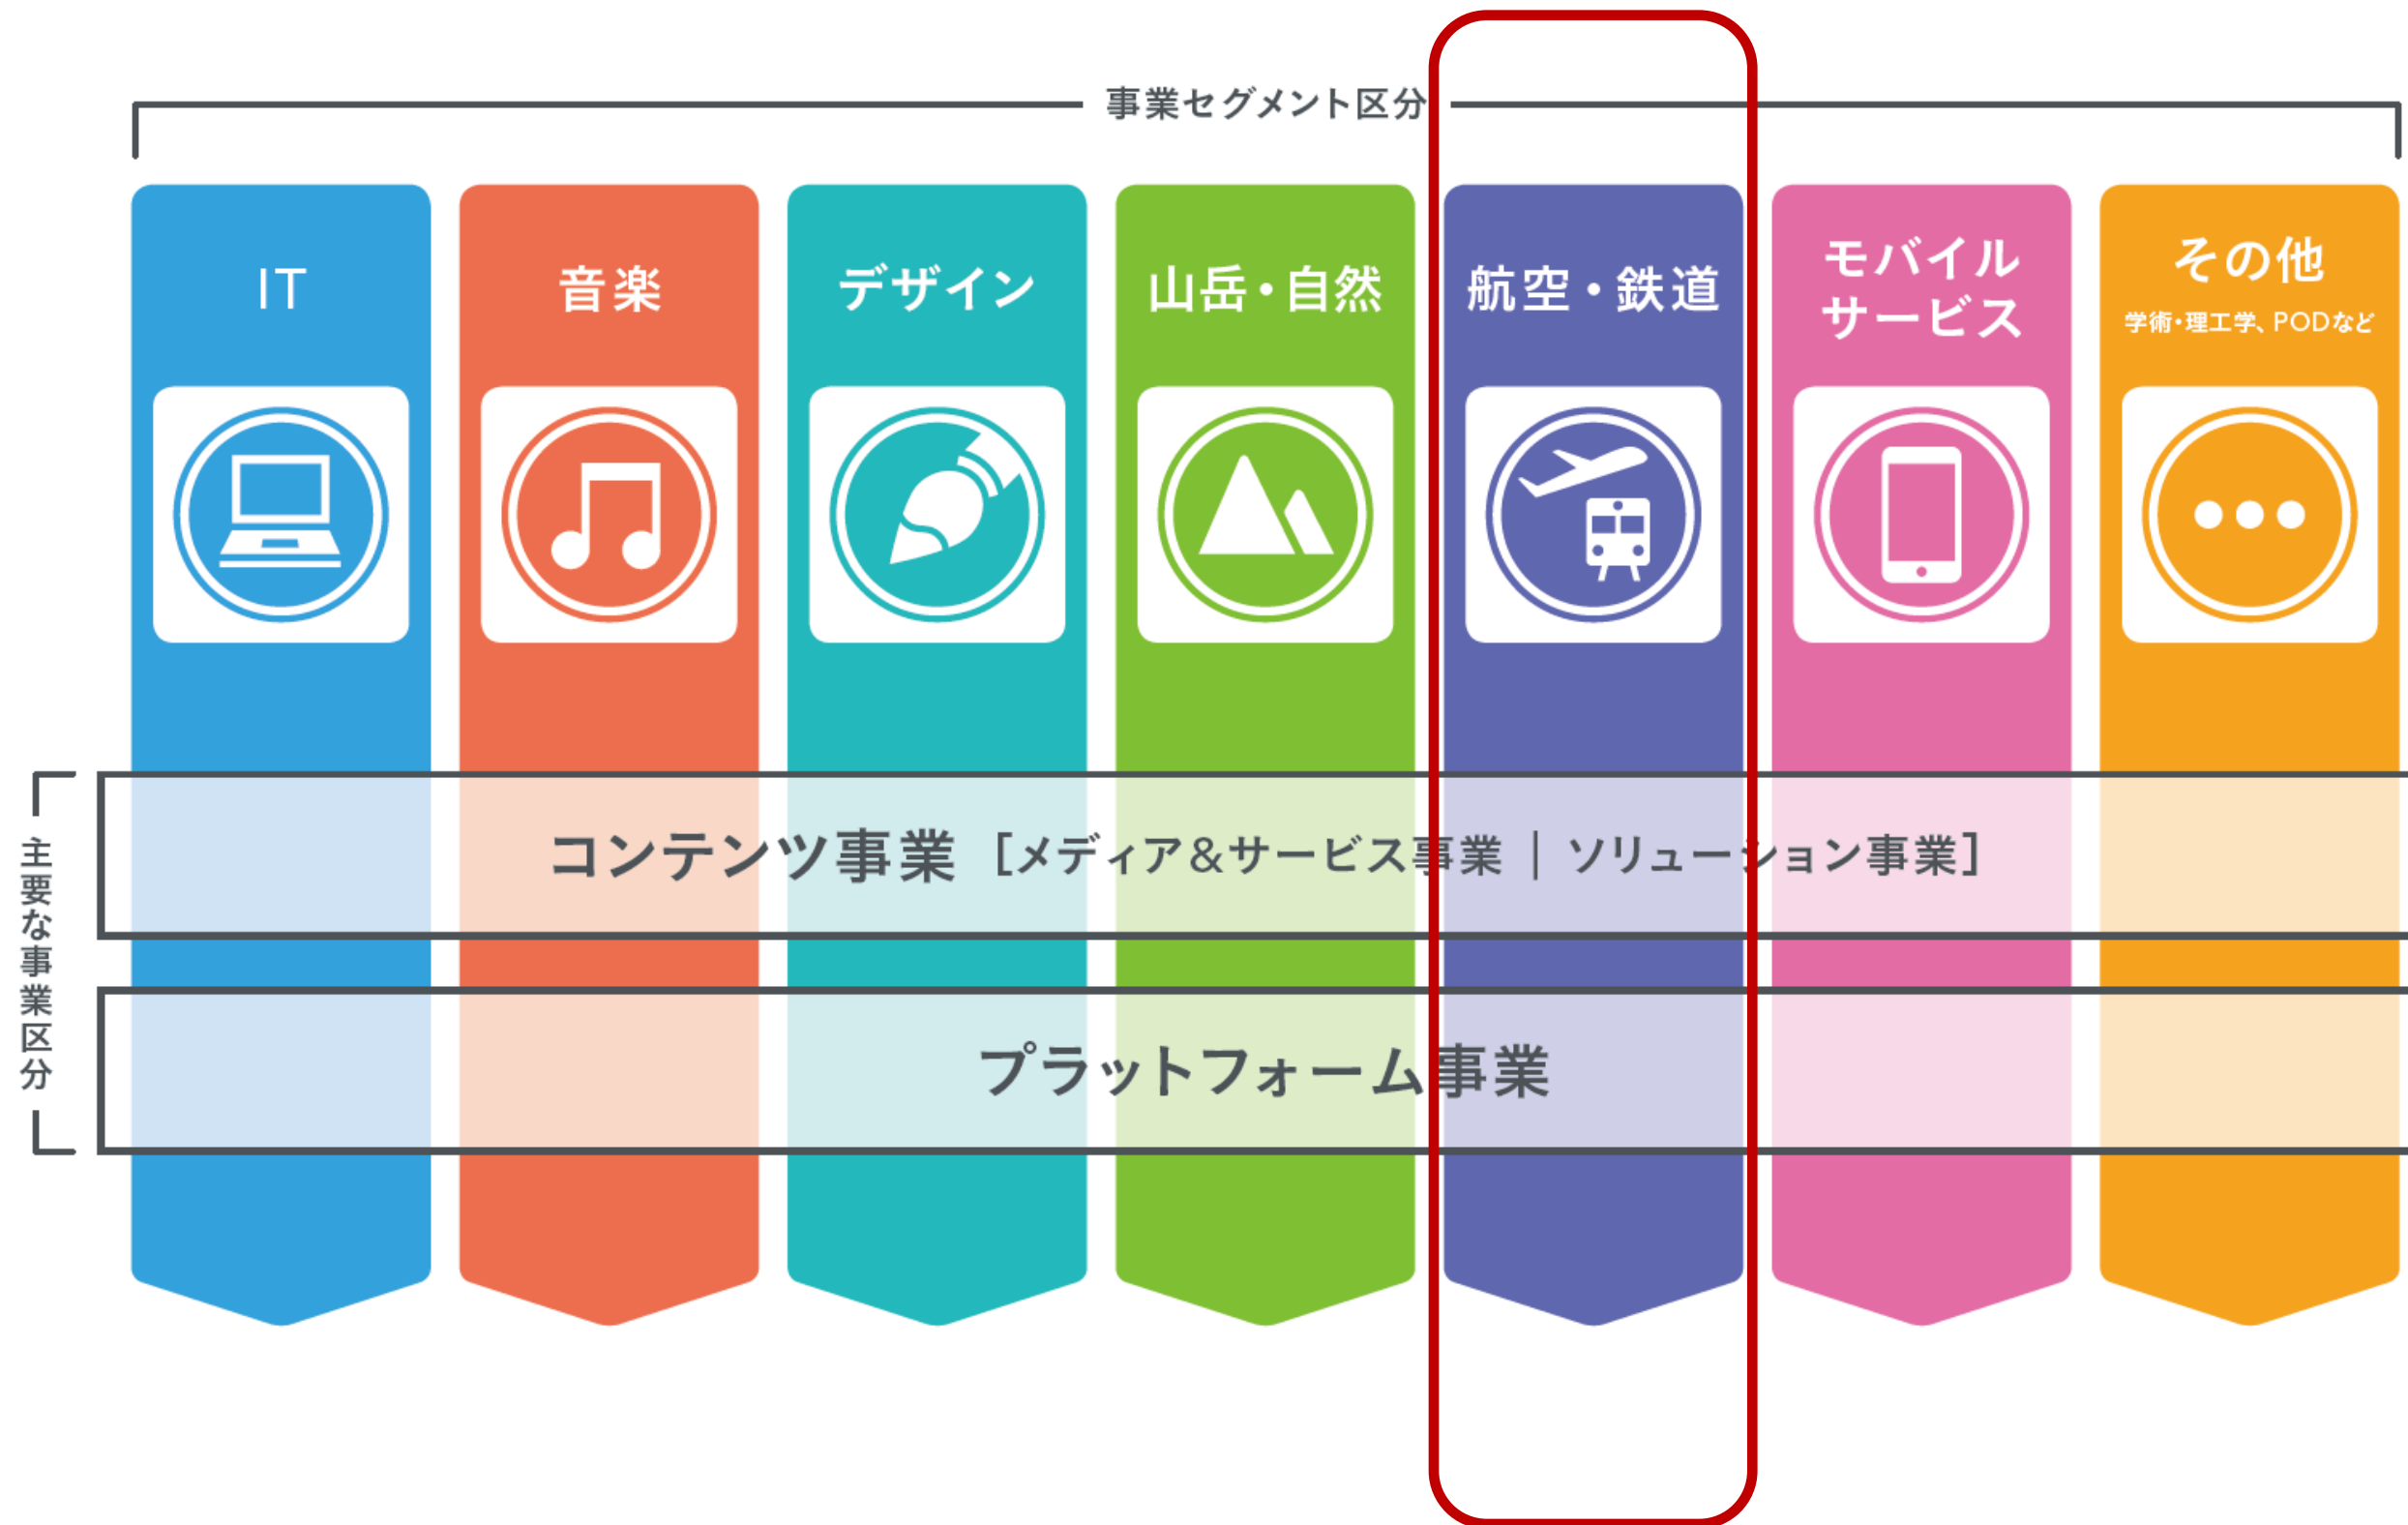 事業セグメント区分
IT
音楽
デザイン
山岳・自然
航空・鉄道
モバイル
サービス
その他
学術・理工学、PODなど
主要な事業区分
コンテンツ事業 [メディア&サービス事業｜ソリューション事業]
プラットフォーム事業